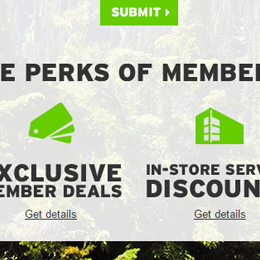 SUBMIT
E PERKS OF MEMBE
XCLUSIVE
EMBER DEALS
Get details
IN-STORE SERV
DISCOUN
Get details